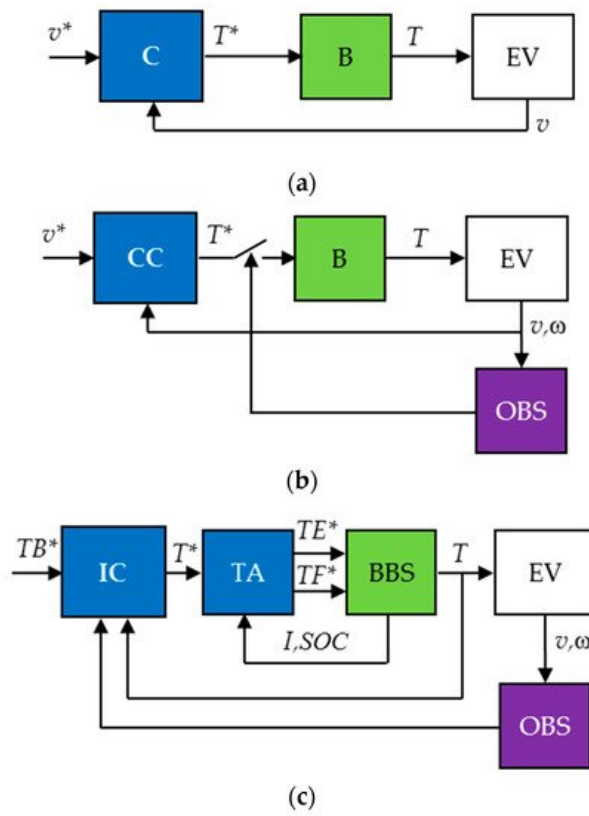 v* C T* B T EV
v
(a)
v* CC T* B T EV
v,ω
OBS
(b)
TB* IC T* TA TE* TF* BBS T EV
I,SOC v,ω
OBS
(c)